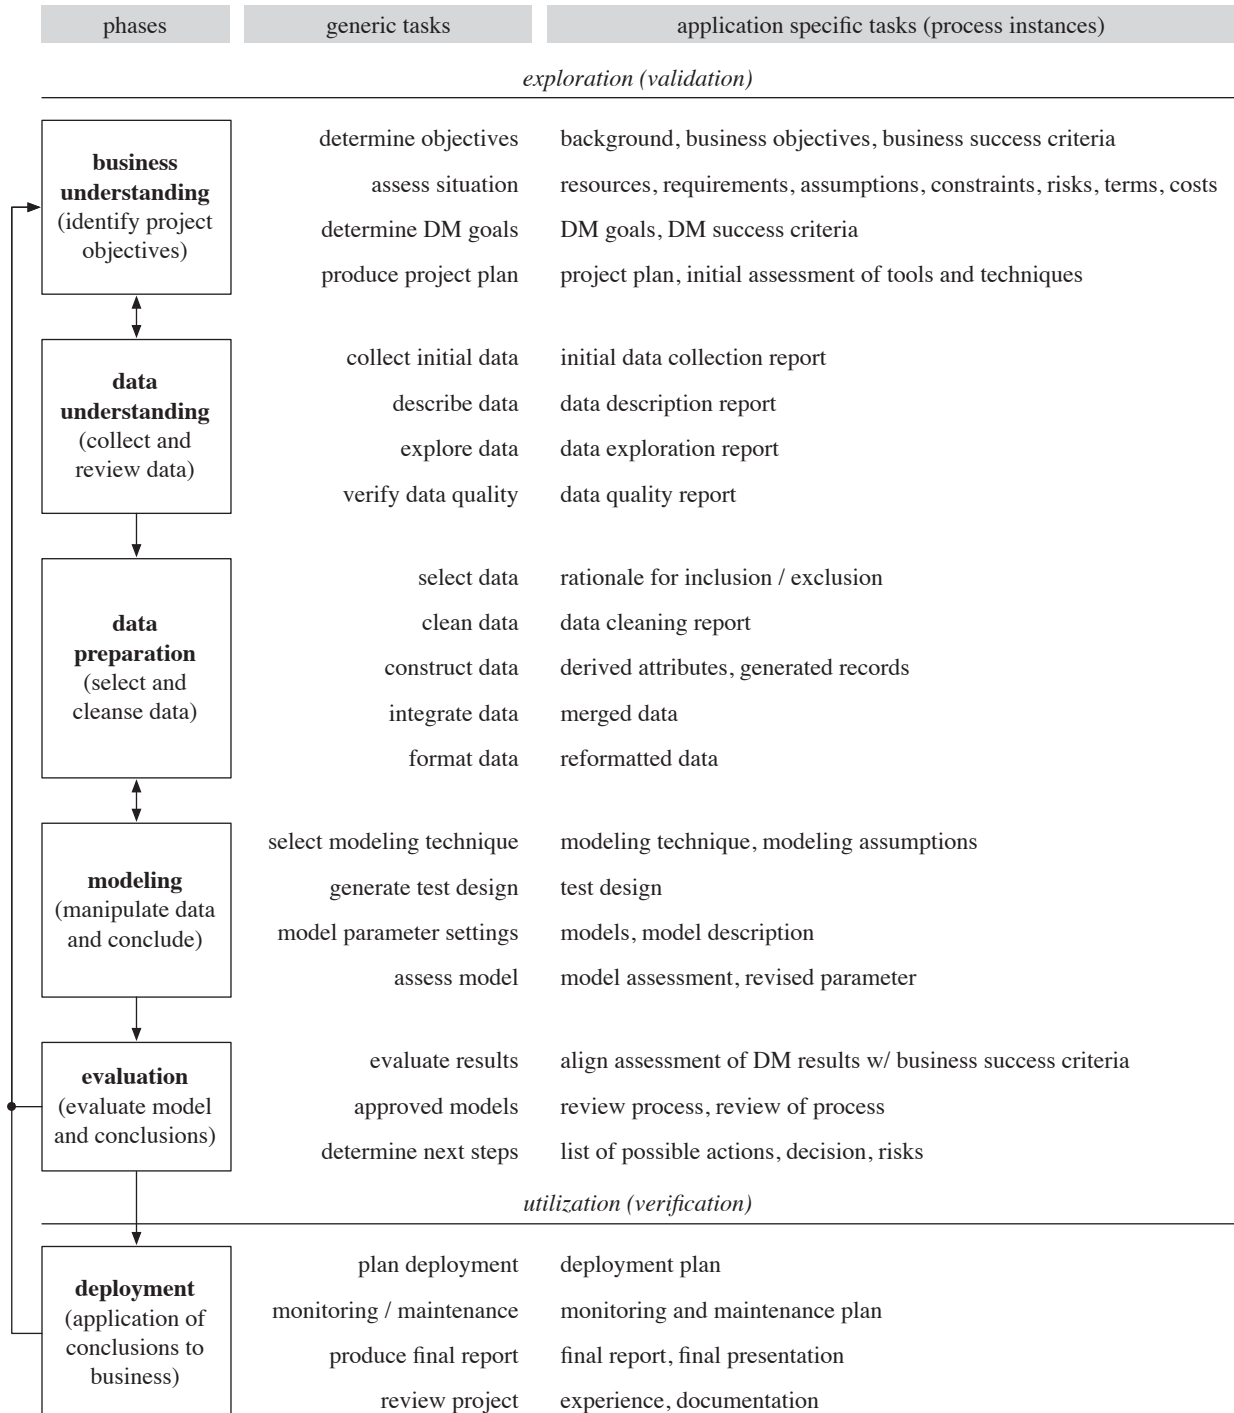 phases generic tasks application specific tasks (process instances)
exploration (validation)
business
understanding
(identify project
objectives)
determine objectives background, business objectives, business success criteria
assess situation resources, requirements, assumptions, constraints, risks, terms, costs
determine DM goals DM goals, DM success criteria
produce project plan project plan, initial assessment of tools and techniques
data
understanding
(collect and
review data)
collect initial data initial data collection report
describe data data description report
explore data data exploration report
verify data quality data quality report
data
preparation
(select and
cleanse data)
select data rationale for inclusion / exclusion
clean data data cleaning report
construct data derived attributes, generated records
integrate data merged data
format data reformatted data
modeling
(manipulate data
and conclude)
select modeling technique modeling technique, modeling assumptions
generate test design test design
model parameter settings models, model description
assess model model assessment, revised parameter
evaluation
(evaluate model
and conclusions)
evaluate results align assessment of DM results w/ business success criteria
approved models review process, review of process
determine next steps list of possible actions, decision, risks
utilization (verification)
deployment
(application of
conclusions to
business)
plan deployment deployment plan
monitoring / maintenance monitoring and maintenance plan
produce final report final report, final presentation
review project experience, documentation